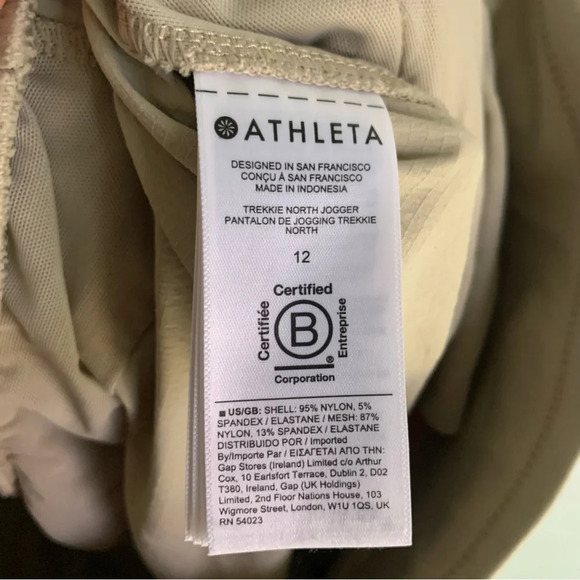 ATHLETA
DESIGNED IN SAN FRANCISCO
CONÇU À SAN FRANCISCO
MADE IN INDONESIA
TREKKIE NORTH JOGGER
PANTALON DE JOGGING TREKKIE
NORTH
12
Certified
Certifiée
B
®
Entreprise
Corporation
■ US/GB: SHELL: 95% NYLON, 5%
SPANDEX / ELASTANE / MESH: 87%
NYLON, 13% SPANDEX / ELASTANE
DISTRIBUIDO POR / Imported
By/Importe Par / ΕΙΣΑΓΕΤΑΙ ΑΠΟ ΤΗΝ:
Gap Stores (Ireland) Limited c/o Arthur
Cox, 10 Earlsfort Terrace, Dublin 2, D02
T380, Ireland, Gap (UK Holdings)
Limited, 2nd Floor Nations House, 103
Wigmore Street, London, W1U 1QS, UK
RN 54023